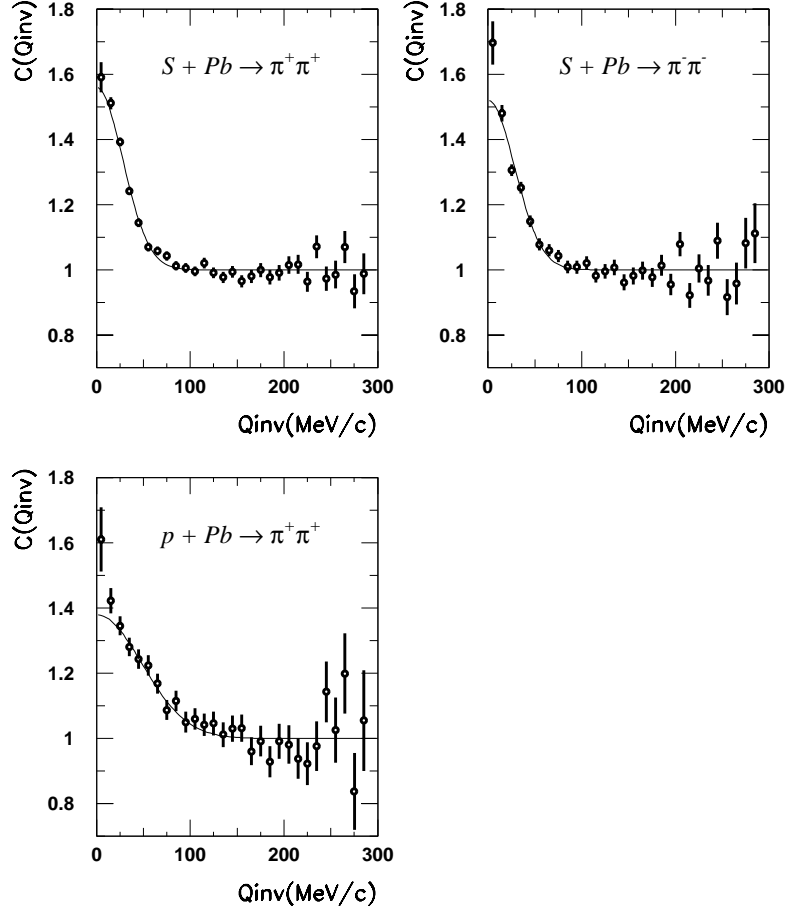 C(Qinv)
1.8
1.6
1.4
1.2
1
0.8
S + Pb → π⁺π⁺
0 100 200 300
Qinv(MeV/c)
C(Qinv)
1.8
1.6
1.4
1.2
1
0.8
S + Pb → π⁻π⁻
0 100 200 300
Qinv(MeV/c)
C(Qinv)
1.8
1.6
1.4
1.2
1
0.8
p + Pb → π⁺π⁺
0 100 200 300
Qinv(MeV/c)